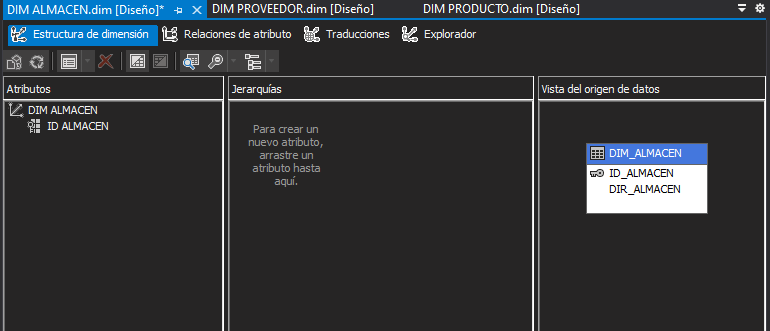 DIM ALMACEN.dim [Diseño]* DIM PROVEEDOR.dim [Diseño] DIM PRODUCTO.dim [Diseño]
Estructura de dimensión Relaciones de atributo Traducciones Explorador
Atributos Jerarquías Vista del origen de datos
DIM ALMACEN
ID ALMACEN
Para crear un
nuevo atributo,
arrastre un
atributo hasta
aquí.
DIM_ALMACEN
ID_ALMACEN
DIR_ALMACEN